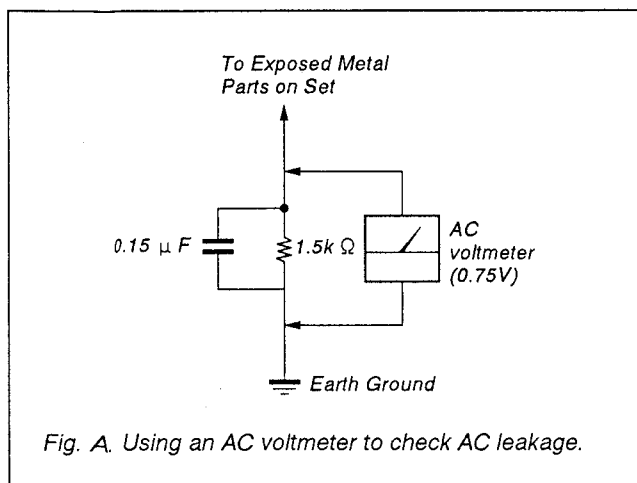 To Exposed Metal
Parts on Set
0.15 μ F
1.5k Ω
AC
voltmeter
(0.75V)
Earth Ground
Fig. A. Using an AC voltmeter to check AC leakage.